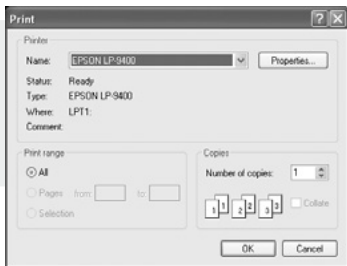 Print
Printer
Name: EPSON LP-9400 Properties...
Status: Ready
Type: EPSON LP-9400
Where: LPT1:
Comment:
Print range
All
Pages from to
Selection
Copies
Number of copies: 1
1 1 2 2 3 3
Collate
OK Cancel